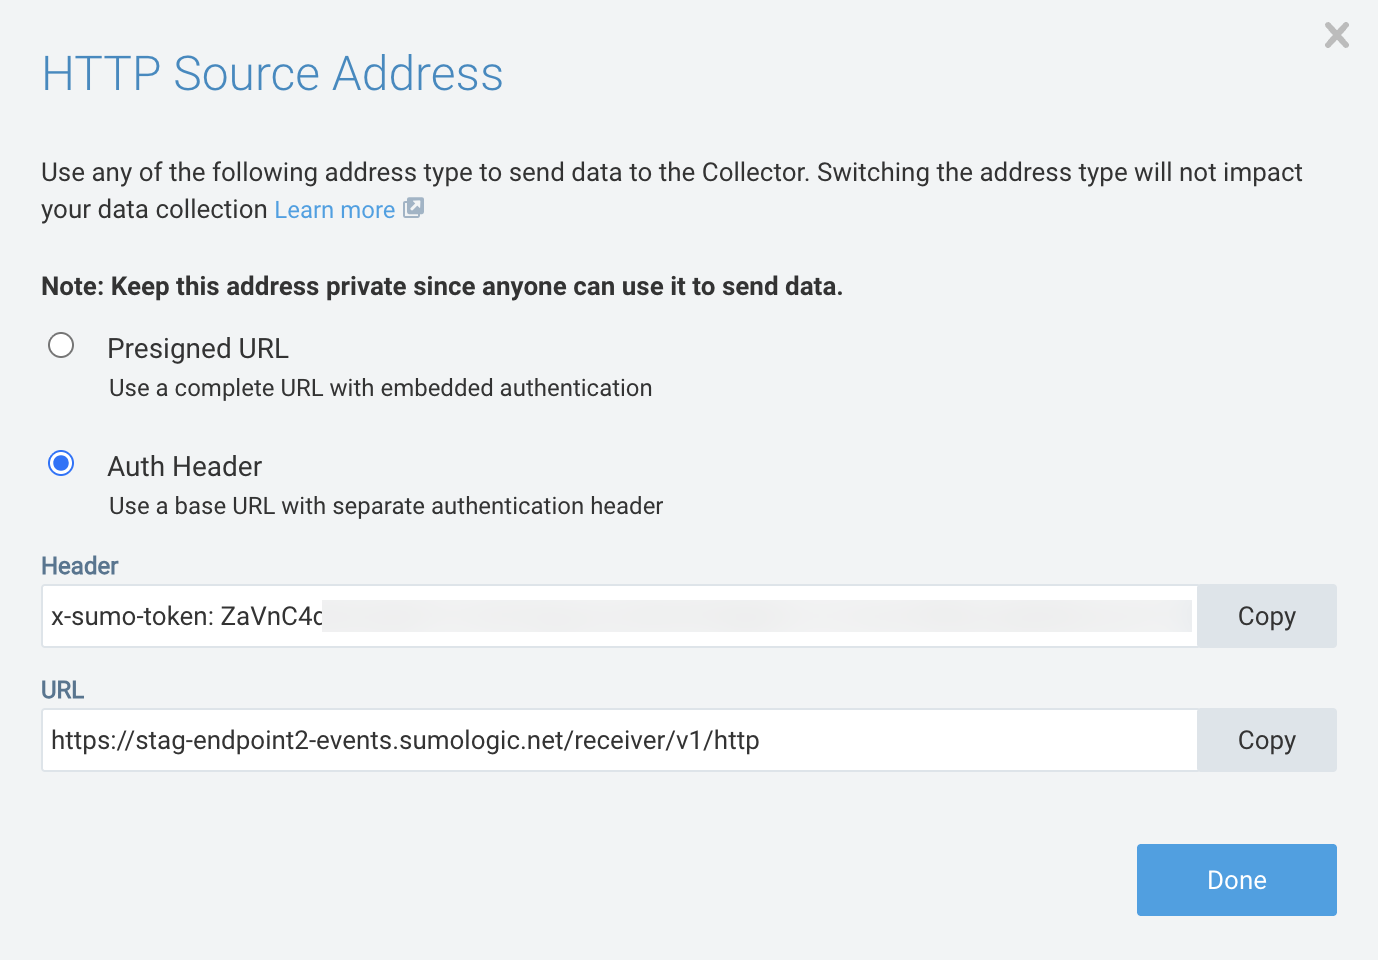 HTTP Source Address
Use any of the following address type to send data to the Collector. Switching the address type will not impact
your data collection Learn more
Note: Keep this address private since anyone can use it to send data.
Presigned URL
Use a complete URL with embedded authentication
Auth Header
Use a base URL with separate authentication header
Header
x-sumo-token: ZaVnC4c
Copy
URL
https://stag-endpoint2-events.sumologic.net/receiver/v1/http
Copy
Done